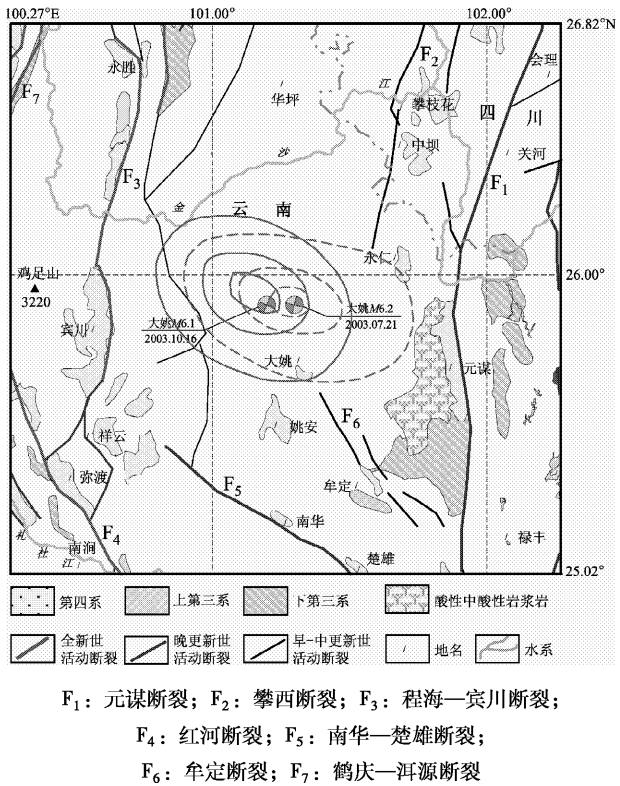 100.27°E 101.00° 102.00° 26.82°N
永胜
F₂
会理
F₇
华坪
江
攀枝花
四川
沙
中坝
关河
F₃
F₁
金
云南
永仁
鸡足山
26.00°
3220
大姚M6.1
2003.10.16
大姚M6.2
2003.07.21
宾川
大姚
元谋
F₆
姚安
祥云
弥渡
F₅
牟定
南华
F₄
礼
社
江
南涧
楚雄
禄丰
25.02°
第四系 上第三系 下第三系 酸性中酸性岩浆岩
全新世活动断裂 晚更新世活动断裂 早-中更新世活动断裂 地名 水系
F₁：元谋断裂；F₂：攀西断裂；F₃：程海—宾川断裂；
F₄：红河断裂；F₅：南华—楚雄断裂；
F₆：牟定断裂；F₇：鹤庆—洱源断裂